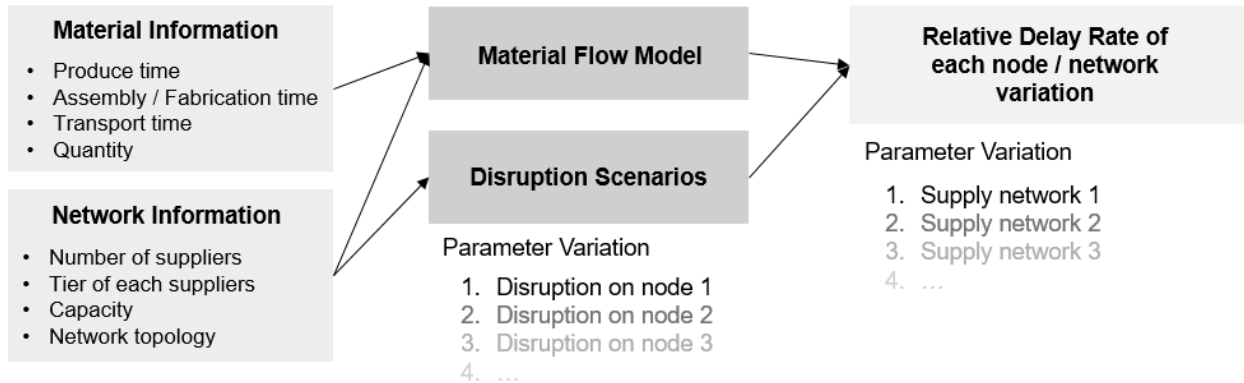 Material Information
• Produce time
• Assembly / Fabrication time
• Transport time
• Quantity
Network Information
• Number of suppliers
• Tier of each suppliers
• Capacity
• Network topology
Material Flow Model
Disruption Scenarios
Parameter Variation
1. Disruption on node 1
2. Disruption on node 2
3. Disruption on node 3
4. …
Relative Delay Rate of
each node / network
variation
Parameter Variation
1. Supply network 1
2. Supply network 2
3. Supply network 3
4. …